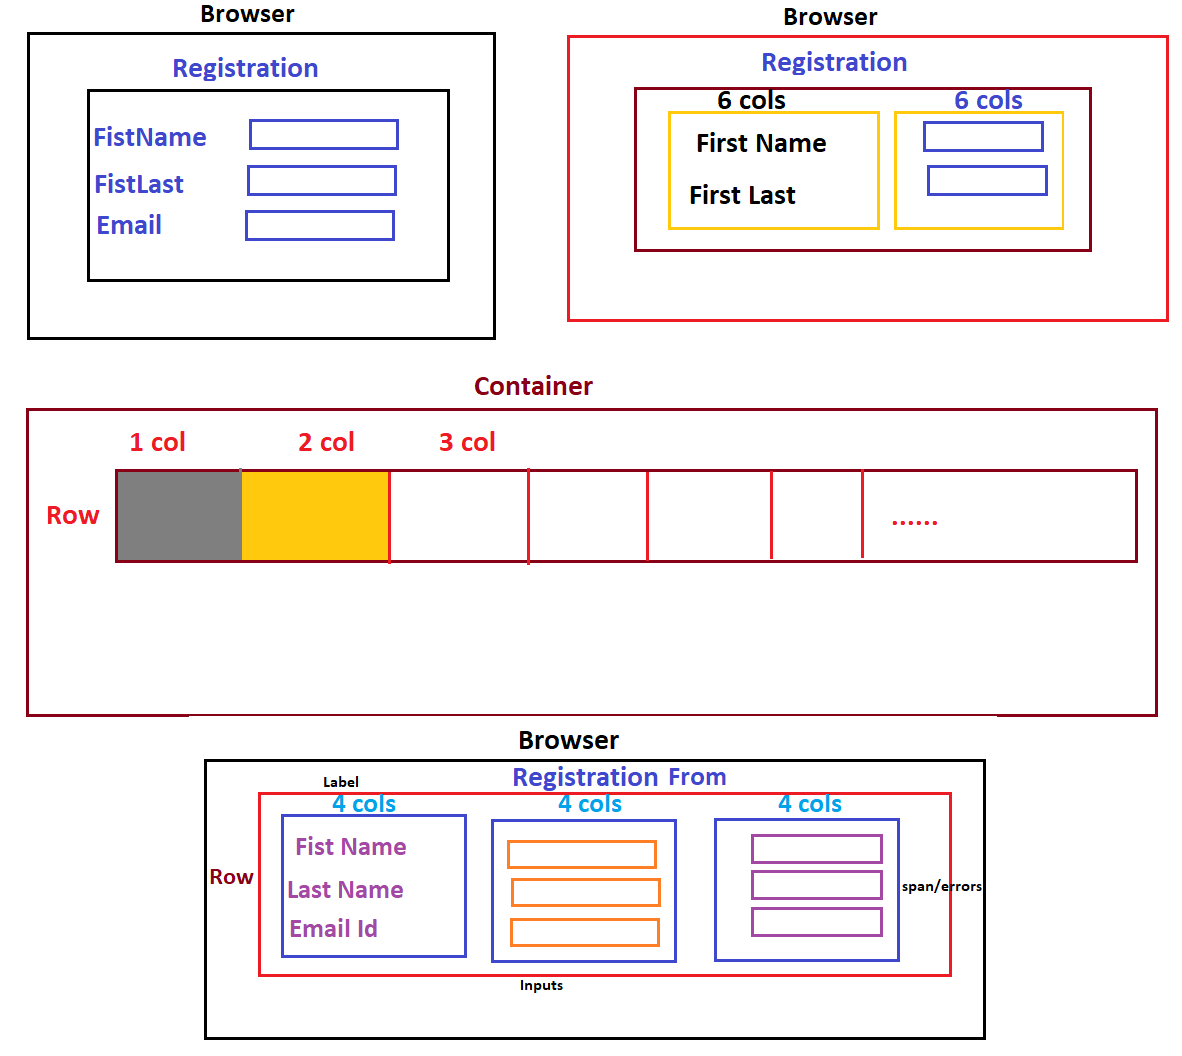 Browser
Registration
FistName
FistLast
Email
Browser
Registration
6 cols
6 cols
First Name
First Last
Container
1 col
2 col
3 col
Row
......
Browser
Registration From
Label
4 cols
4 cols
4 cols
Fist Name
Row
Last Name
span/errors
Email Id
Inputs